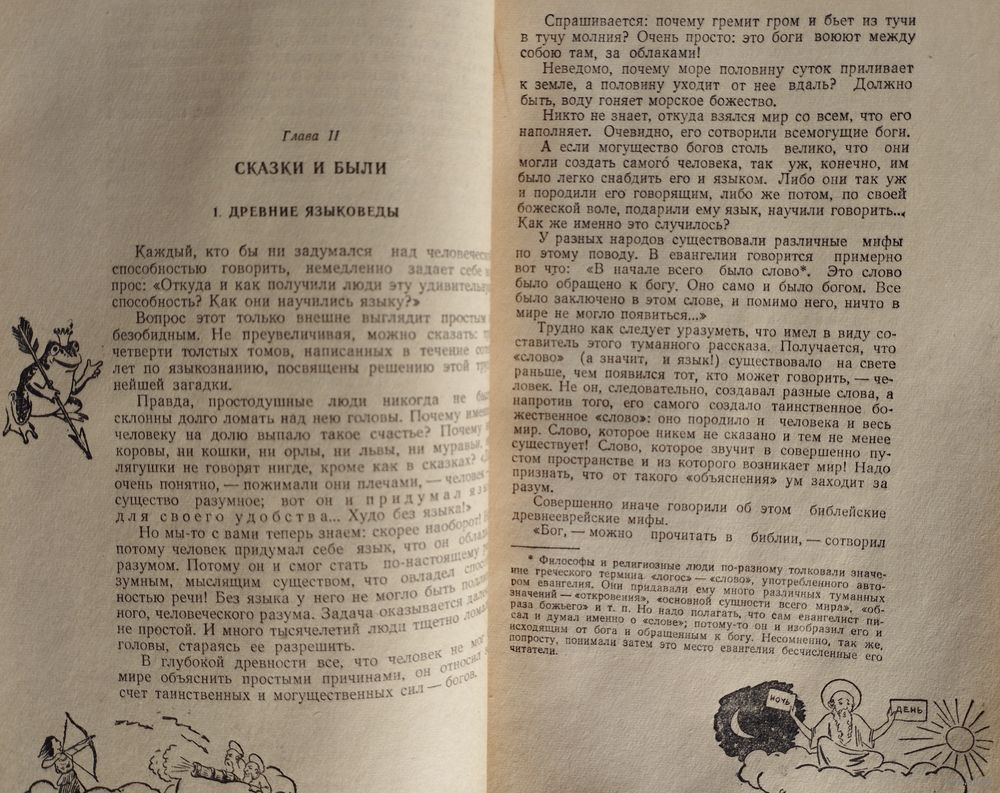 Глава II
СКАЗКИ И БЫЛИ
1. ДРЕВНИЕ ЯЗЫКОВЕДЫ
Каждый, кто бы ни задумался над человеческ
способностью говорить, немедленно задает себе в
прос: «Откуда и как получили люди эту удивительну
способность? Как они научились языку?»
Вопрос этот только внешне выглядит простым
безобидным. Не преувеличивая, можно сказать: т
четверти толстых томов, написанных в течение сот
лет по языкознанию, посвящены решению этой тру
нейшей загадки.
Правда, простодушные люди никогда не был
склонны долго ломать над нею головы. Почему имен
человеку на долю выпало такое счастье? Почему н
коровы, ни кошки, ни орлы, ни львы, ни муравьи,
лягушки не говорят нигде, кроме как в сказках?
очень понятно, — пожимали они плечами, — человек
существо разумное; вот он и придумал язы
для своего удобства... Худо без языка!»
Но мы-то с вами теперь знаем: скорее наоборот!
потому человек придумал себе язык, что он облад
разумом. Потому он и смог стать по-настоящему р
зумным, мыслящим существом, что овладел спосо
ностью речи! Без языка у него не могло быть подлин
ного, человеческого разума. Задача оказывается далек
не простой. И много тысячелетий люди тщетно лома
головы, стараясь ее разрешить.
В глубокой древности все, что человек не мог
мире объяснить простыми причинами, он относил
счет таинственных и могущественных сил — богов.
Спрашивается: почему гремит гром и бьет из тучи
в тучу молния? Очень просто: это боги воюют между
собою там, за облаками!
Неведомо, почему море половину суток приливает
к земле, а половину уходит от нее вдаль? Должно
быть, воду гоняет морское божество.
Никто не знает, откуда взялся мир со всем, что его
наполняет. Очевидно, его сотворили всемогущие боги.
А если могущество богов столь велико, что они
могли создать самого́ человека, так уж, конечно, им
было легко снабдить его и языком. Либо они так уж
и породили его говорящим, либо же потом, по своей
божеской воле, подарили ему язык, научили говорить...
Как же именно это случилось?
У разных народов существовали различные мифы
по этому поводу. В евангелии говорится примерно
вот что: «В начале всего было слово*. Это слово
было обращено к богу. Оно само и было богом. Все
было заключено в этом слове, и помимо него, ничто в
мире не могло появиться...»
Трудно как следует уразуметь, что имел в виду со-
ставитель этого туманного рассказа. Получается, что
«слово» (а значит, и язык!) существовало на свете
раньше, чем появился тот, кто может говорить, — че-
ловек. Не он, следовательно, создавал разные слова, а
напротив того, его самого создало таинственное бо-
жественное «слово»: оно породило и человека и весь
мир. Слово, которое никем не сказано и тем не менее
существует! Слово, которое звучит в совершенно пу-
стом пространстве и из которого возникает мир! Надо
признать, что от такого «объяснения» ум заходит за
разум.
Совершенно иначе говорили об этом библейские
древнееврейские мифы.
«Бог, — можно прочитать в библии, — сотворил
* Философы и религиозные люди по-разному толковали значе-
ние греческого термина «логос» — «слово», употребленного авто-
ром евангелия. Они придавали ему много различных туманных
значений — «откровения», «основной сущности всего мира», «об-
раза божьего» и т. п. Но надо полагать, что сам евангелист пи-
сал и думал именно о «слове»; потому-то он и изобразил его и
исходящим от бога и обращенным к богу. Несомненно, так же,
попросту, понимали затем это место евангелия бесчисленные его
читатели.
НОЧЬ
ДЕНЬ